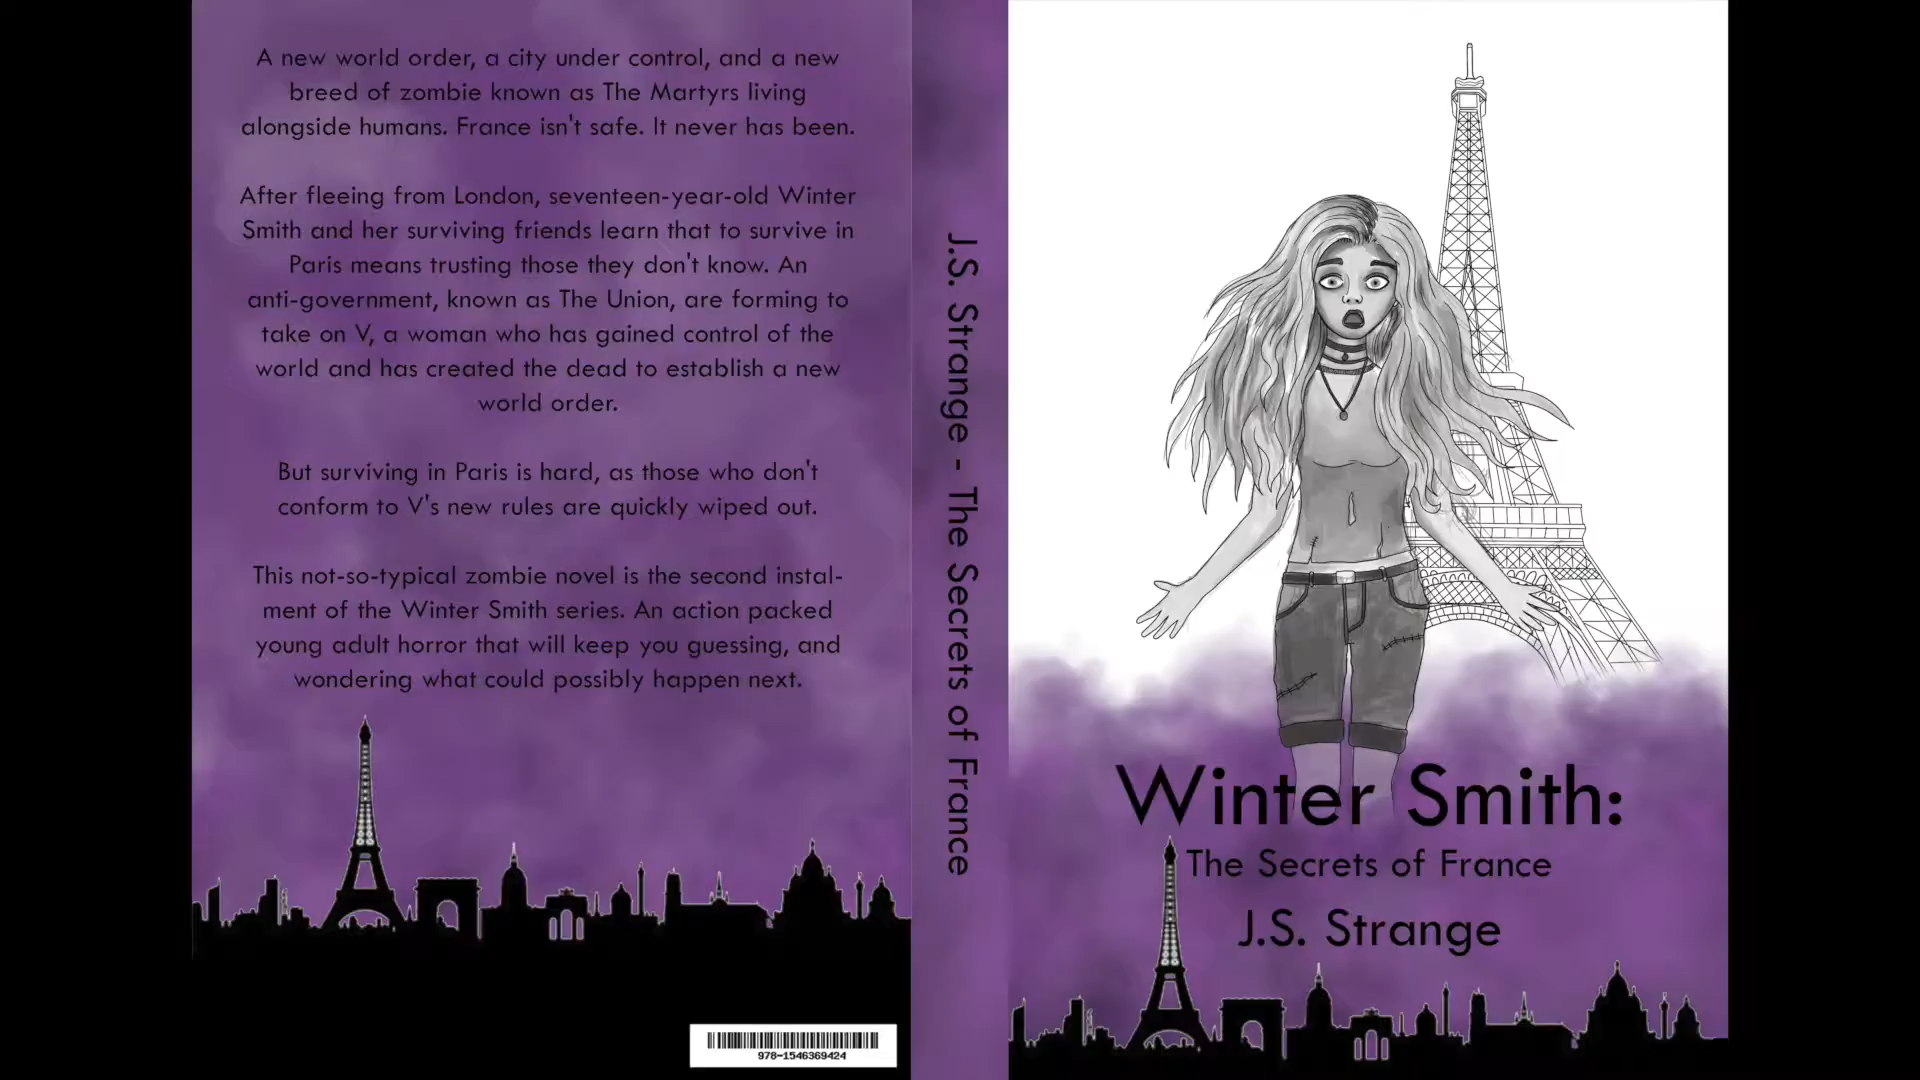 A new world order, a city under control, and a new
breed of zombie known as The Martyrs living
alongside humans. France isn't safe. It never has been.
After fleeing from London, seventeen-year-old Winter
Smith and her surviving friends learn that to survive in
Paris means trusting those they don't know. An
anti-government, known as The Union, are forming to
take on V, a woman who has gained control of the
world and has created the dead to establish a new
world order.
But surviving in Paris is hard, as those who don't
conform to V's new rules are quickly wiped out.
This not-so-typical zombie novel is the second instal-
ment of the Winter Smith series. An action packed
young adult horror that will keep you guessing, and
wondering what could possibly happen next.
978-1546369424
J.S. Strange - The Secrets of France
Winter Smith:
The Secrets of France
J.S. Strange